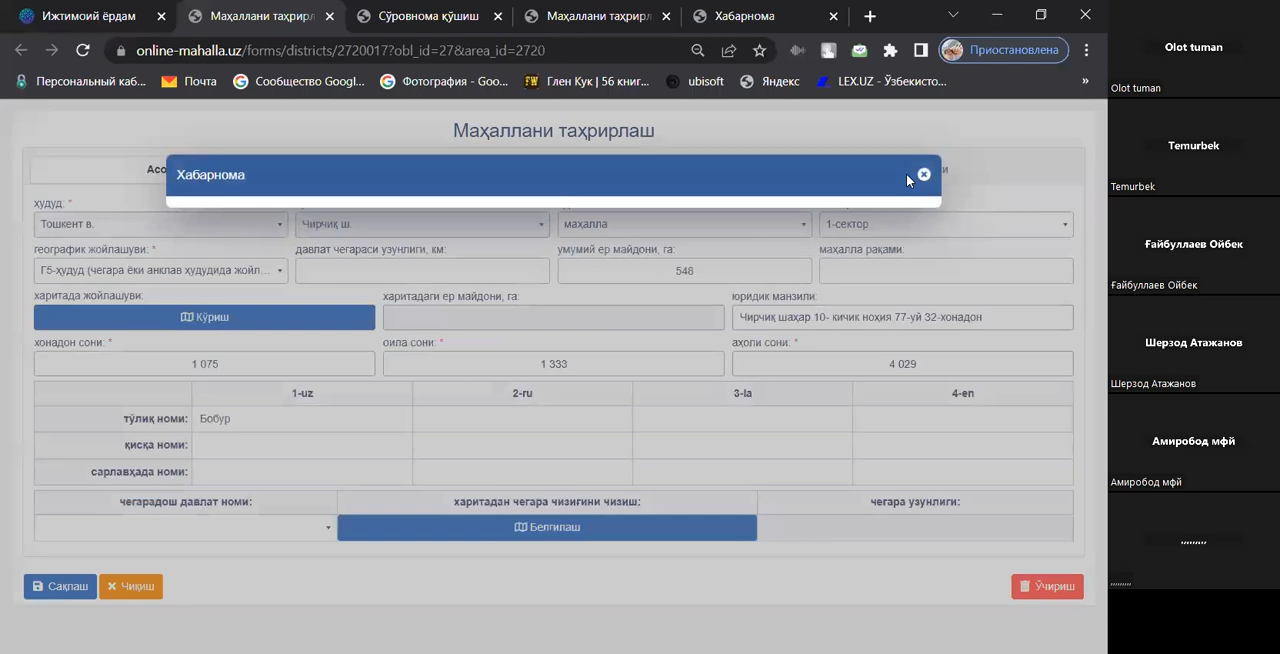 Ижтимоий ёрдам
Маҳаллани таҳрирл
Сўровнома қўшиш
Маҳаллани таҳрирл
Хабарнома
online-mahalla.uz/forms/districts/2720017?obl_id=27&area_id=2720
Приостановлена
Персональный каб...
Почта
Сообщество Googl...
Фотография - Goo...
FW
Глен Кук | 56 книг...
ubisoft
Яндекс
LEX.UZ - Ўзбекисто...
»
Маҳаллани таҳрирлаш
Асо
и
Хабарнома
ҳудуд: *
Тошкент в.
Чирчиқ ш.
маҳалла
1-сектор
географик жойлашуви: *
давлат чегараси узунлиги, км:
умумий ер майдони, га:
маҳалла рақами:
Г5-ҳудуд (чегара ёки анклав ҳудудида жойл...
548
харитада жойлашуви:
харитадаги ер майдони, га:
юридик манзили:
Кўриш
Чирчиқ шаҳар 10- кичик ноҳия 77-уй 32-хонадон
хонадон сони: *
оила сони: *
аҳоли сони: *
1 075
1 333
4 029
1-uz
2-ru
3-la
4-en
тўлиқ номи:
Бобур
қисқа номи:
сарлавҳада номи:
чегарадош давлат номи:
харитадан чегара чизиғини чизиш:
чегара узунлиги:
Белгилаш
Сақлаш
Чиқиш
Ўчириш
Olot tuman
Olot tuman
Temurbek
Temurbek
Ғайбуллаев Ойбек
Ғайбуллаев Ойбек
Шерзод Атажанов
Шерзод Атажанов
Амиробод мфй
Амиробод мфй
,,,,,,,,,
,,,,,,,,,